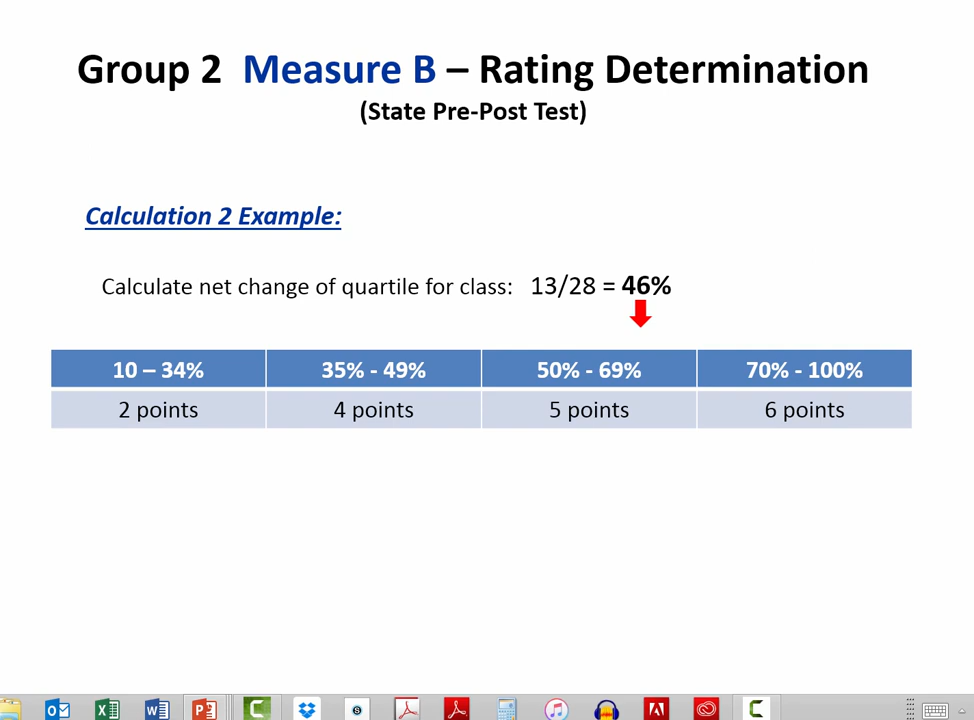 Group 2 Measure B – Rating Determination
(State Pre-Post Test)
Calculation 2 Example:
Calculate net change of quartile for class: 13/28 = 46%
10 – 34% 35% - 49% 50% - 69% 70% - 100%
2 points 4 points 5 points 6 points